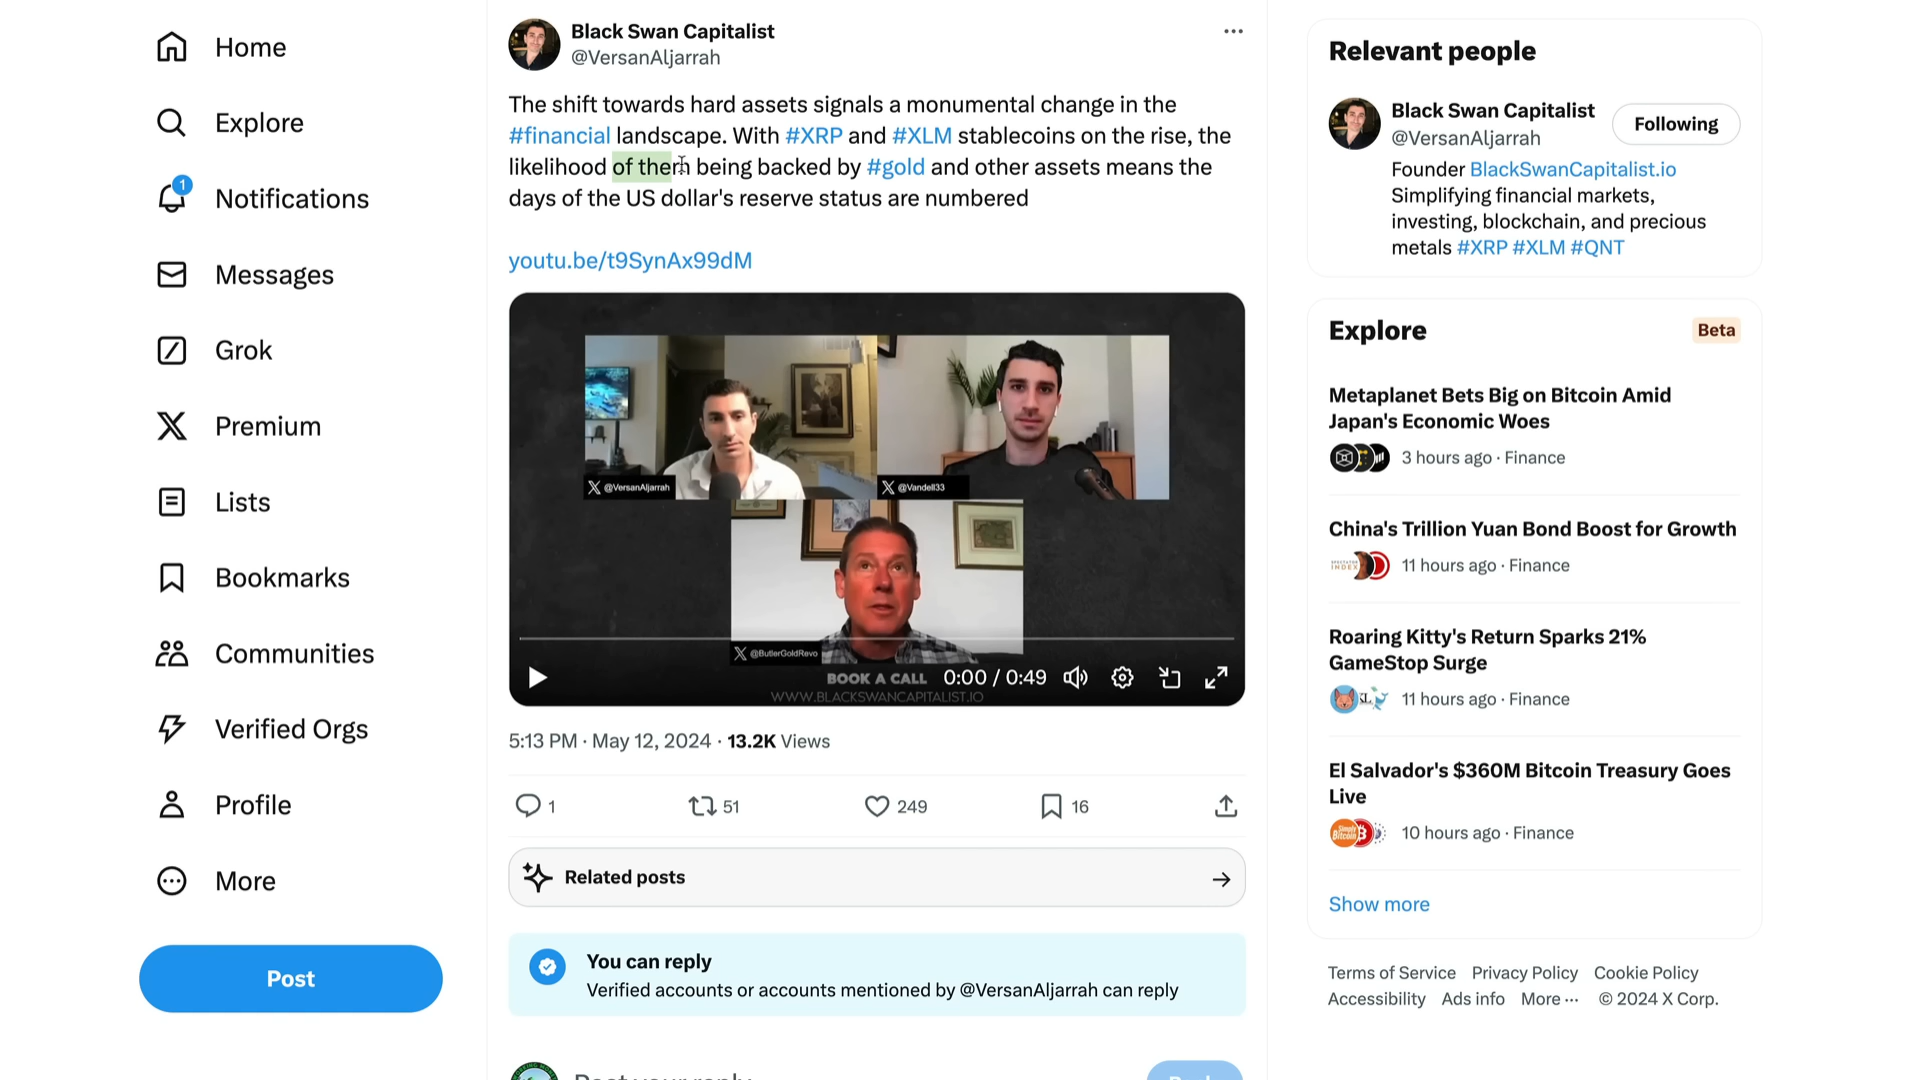 Home
Explore
1
Notifications
Messages
Grok
Premium
Lists
Bookmarks
Communities
Verified Orgs
Profile
More
Post
Black Swan Capitalist
@VersanAljarrah
The shift towards hard assets signals a monumental change in the
#financial landscape. With #XRP and #XLM stablecoins on the rise, the
likelihood of them being backed by #gold and other assets means the
days of the US dollar's reserve status are numbered
youtu.be/t9SynAx99dM
@VersanAljarrah
@Vandell33
@ButlerGoldRevo
BOOK A CALL
0:00 / 0:49
WWW.BLACKSWANCAPITALIST.IO
5:13 PM · May 12, 2024 · 13.2K Views
1
51
249
16
Related posts
You can reply
Verified accounts or accounts mentioned by @VersanAljarrah can reply
Relevant people
Black Swan Capitalist
@VersanAljarrah
Following
Founder BlackSwanCapitalist.io
Simplifying financial markets,
investing, blockchain, and precious
metals #XRP #XLM #QNT
Explore
Beta
Metaplanet Bets Big on Bitcoin Amid
Japan's Economic Woes
3 hours ago · Finance
China's Trillion Yuan Bond Boost for Growth
11 hours ago · Finance
Roaring Kitty's Return Sparks 21%
GameStop Surge
11 hours ago · Finance
El Salvador's $360M Bitcoin Treasury Goes
Live
10 hours ago · Finance
Show more
Terms of Service Privacy Policy Cookie Policy
Accessibility Ads info More ··· © 2024 X Corp.